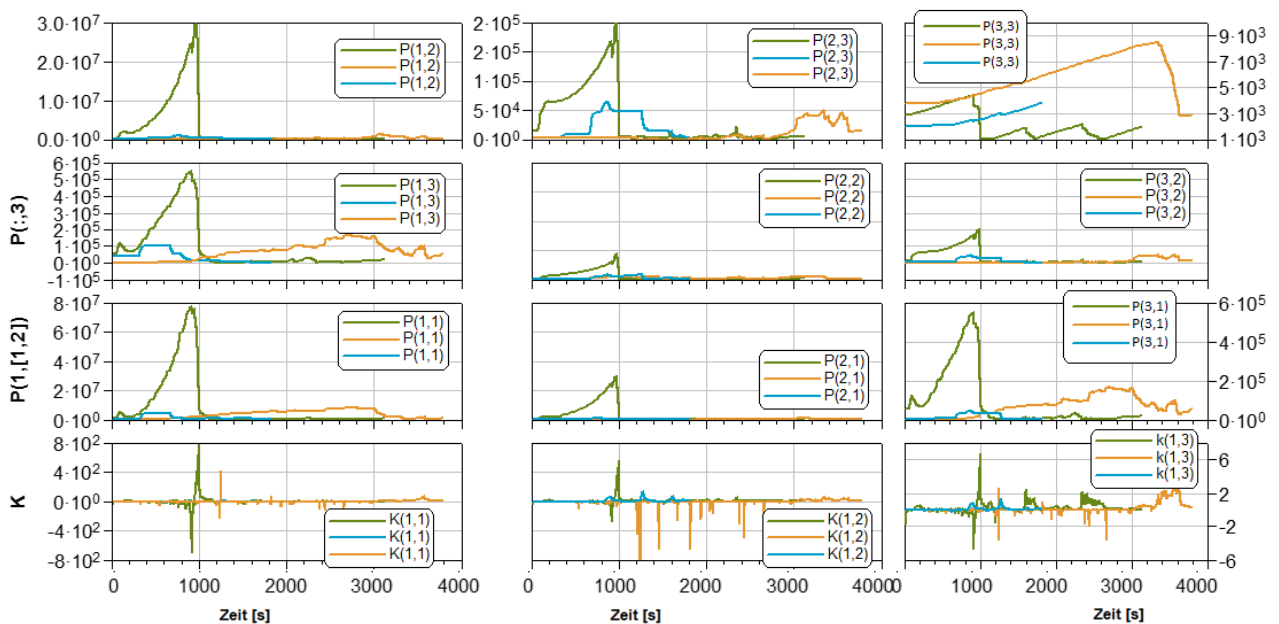 3.0·10⁷
2.0·10⁷
1.0·10⁷
0.0·10⁰
P(1,2)
P(1,2)
P(1,2)
2·10⁵
2·10⁵
1·10⁵
5·10⁴
0·10⁰
P(2,3)
P(2,3)
P(2,3)
P(3,3)
P(3,3)
P(3,3)
9·10³
7·10³
5·10³
3·10³
1·10³
P(:,3)
6·10⁵
5·10⁵
4·10⁵
3·10⁵
2·10⁵
1·10⁵
0·10⁰
-1·10⁵
P(1,3)
P(1,3)
P(1,3)
P(2,2)
P(2,2)
P(2,2)
P(3,2)
P(3,2)
P(3,2)
P(1,[1,2])
8·10⁷
6·10⁷
4·10⁷
2·10⁷
0·10⁰
P(1,1)
P(1,1)
P(1,1)
P(2,1)
P(2,1)
P(2,1)
P(3,1)
P(3,1)
P(3,1)
6·10⁵
4·10⁵
2·10⁵
0·10⁰
K
8·10²
4·10²
0·10⁰
-4·10²
-8·10²
K(1,1)
K(1,1)
K(1,1)
K(1,2)
K(1,2)
K(1,2)
k(1,3)
k(1,3)
k(1,3)
6
2
-2
-6
0 1000 2000 3000 4000
0 1000 2000 3000 4000
0 1000 2000 3000 4000
Zeit [s]
Zeit [s]
Zeit [s]